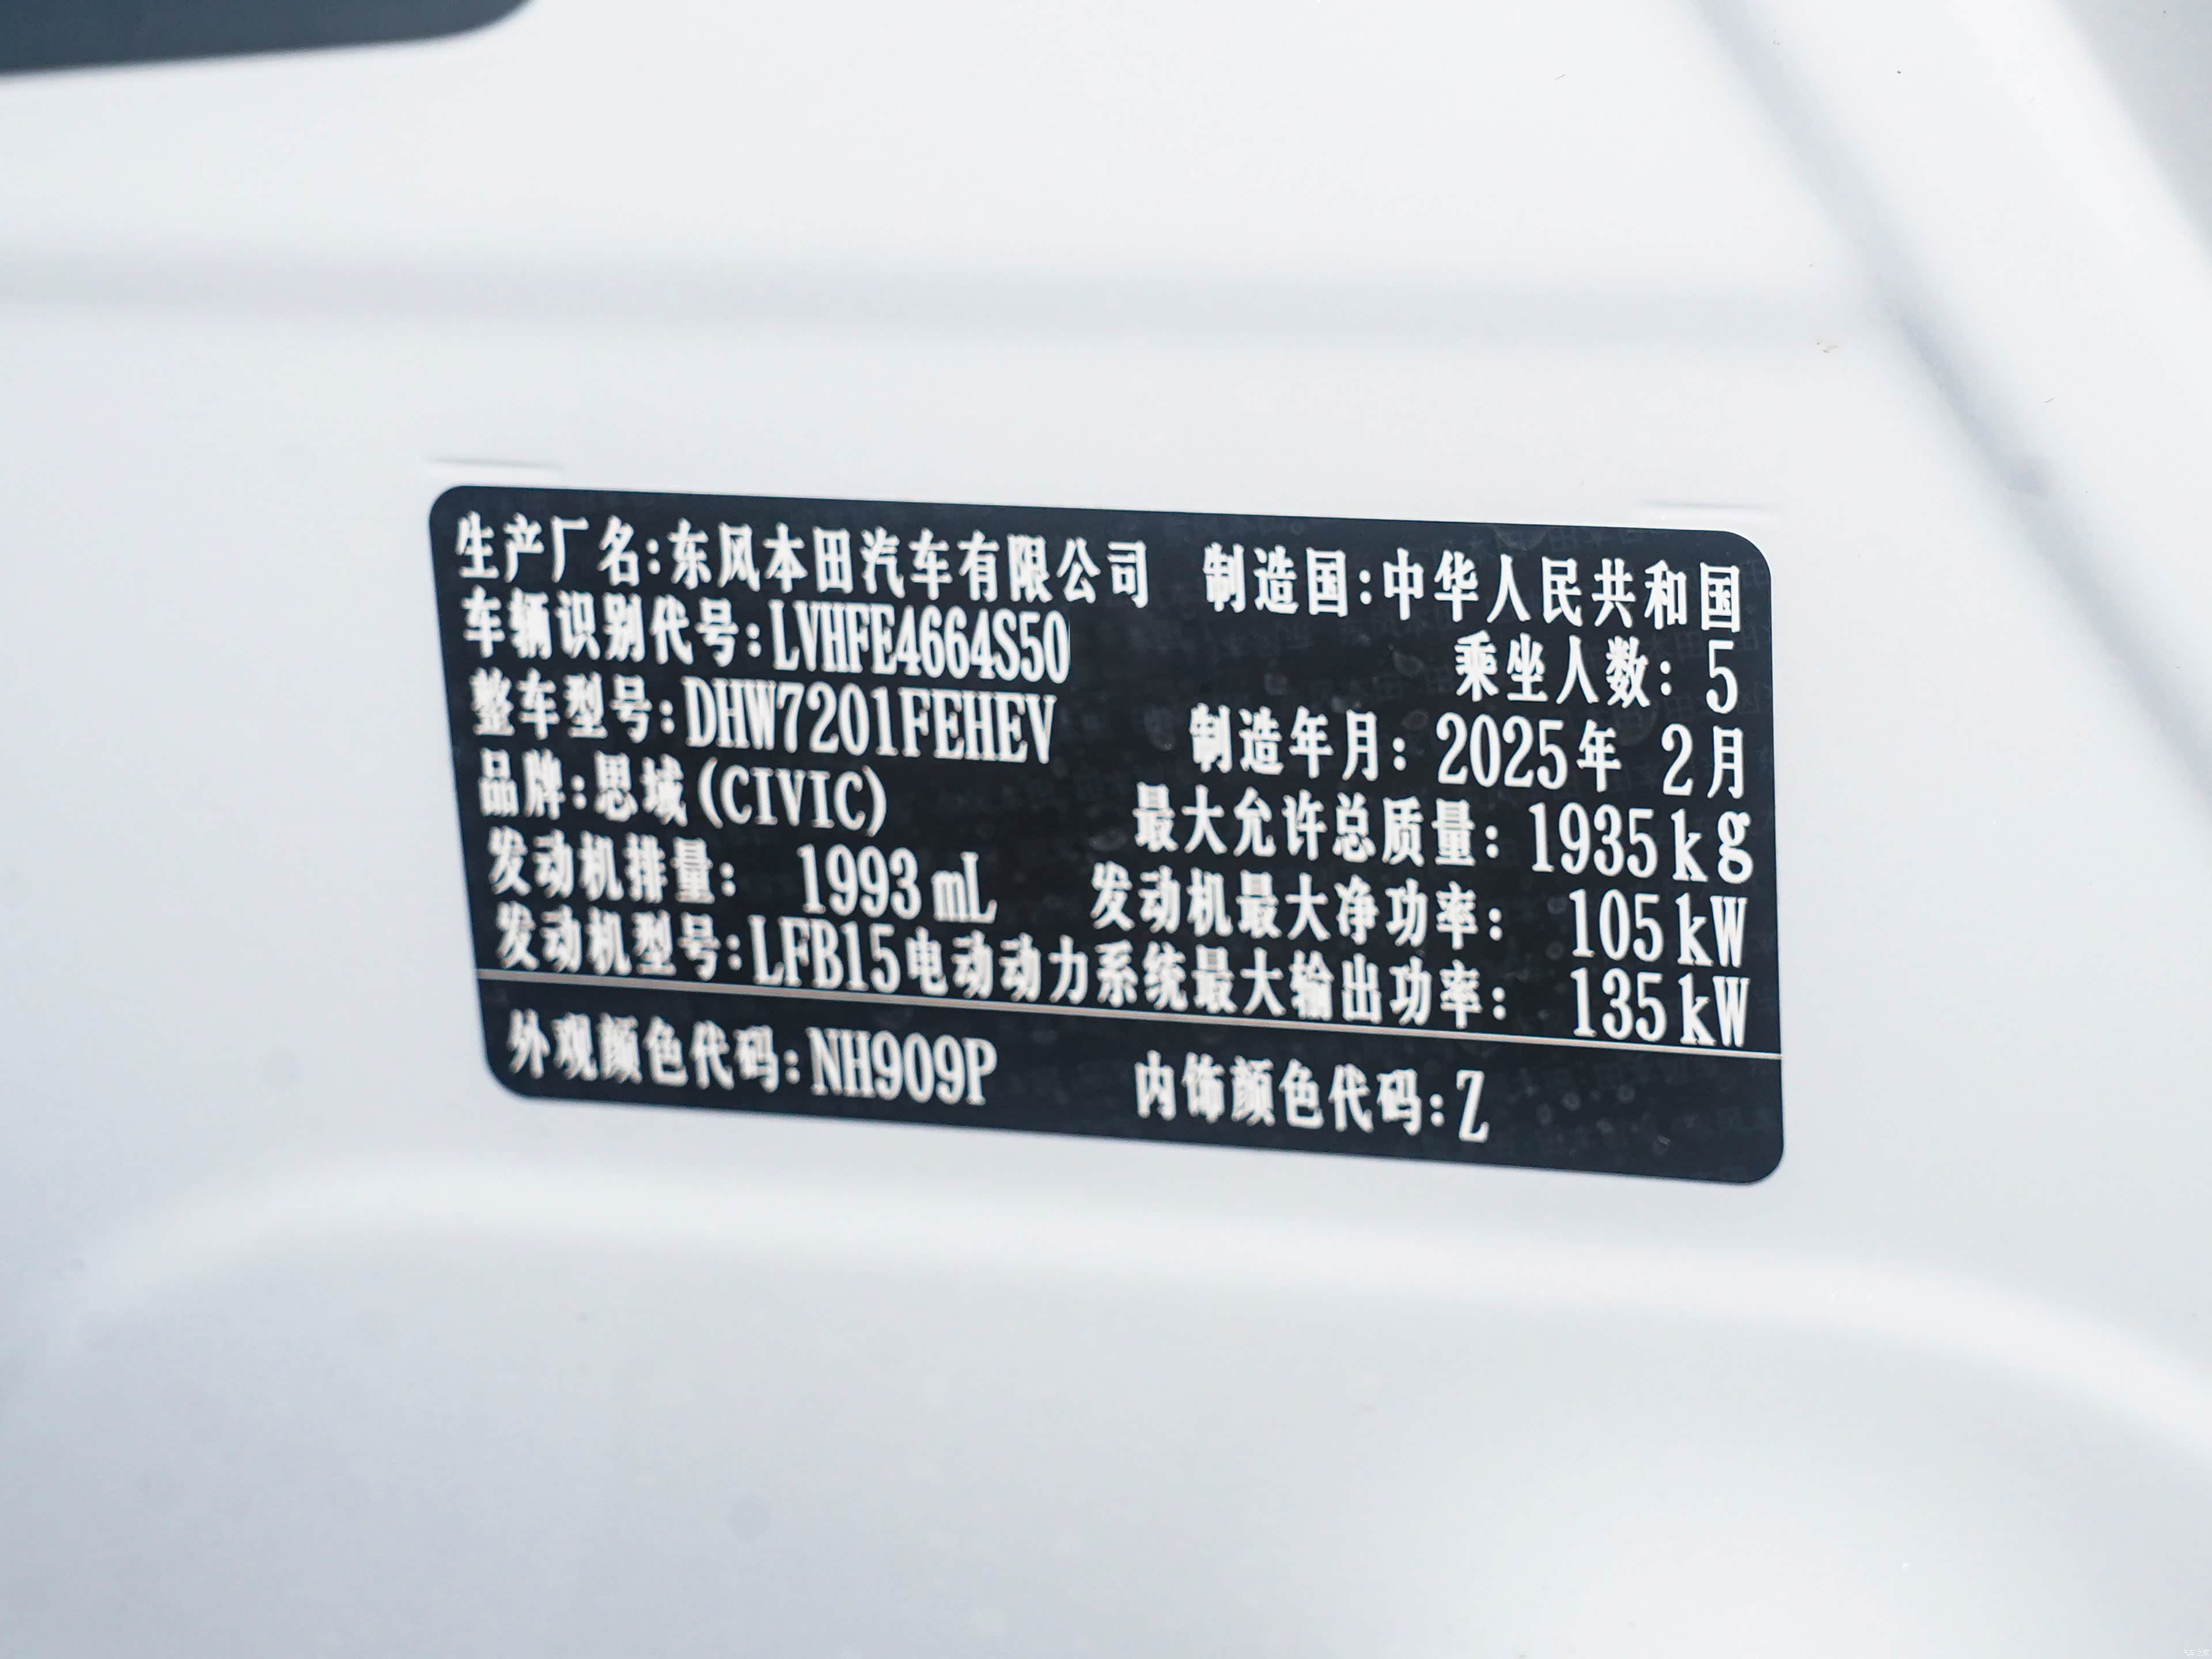 生产厂名:东风本田汽车有限公司 制造国:中华人民共和国
车辆识别代号:LVHFE4664S50 乘坐人数: 5
整车型号:DHW7201FEHEV 制造年月: 2025年 2月
品牌:思域(CIVIC) 最大允许总质量: 1935kg
发动机排量: 1993mL 发动机最大净功率: 105kW
发动机型号:LFB15电动动力系统最大输出功率: 135kW
外观颜色代码:NH909P 内饰颜色代码:Z